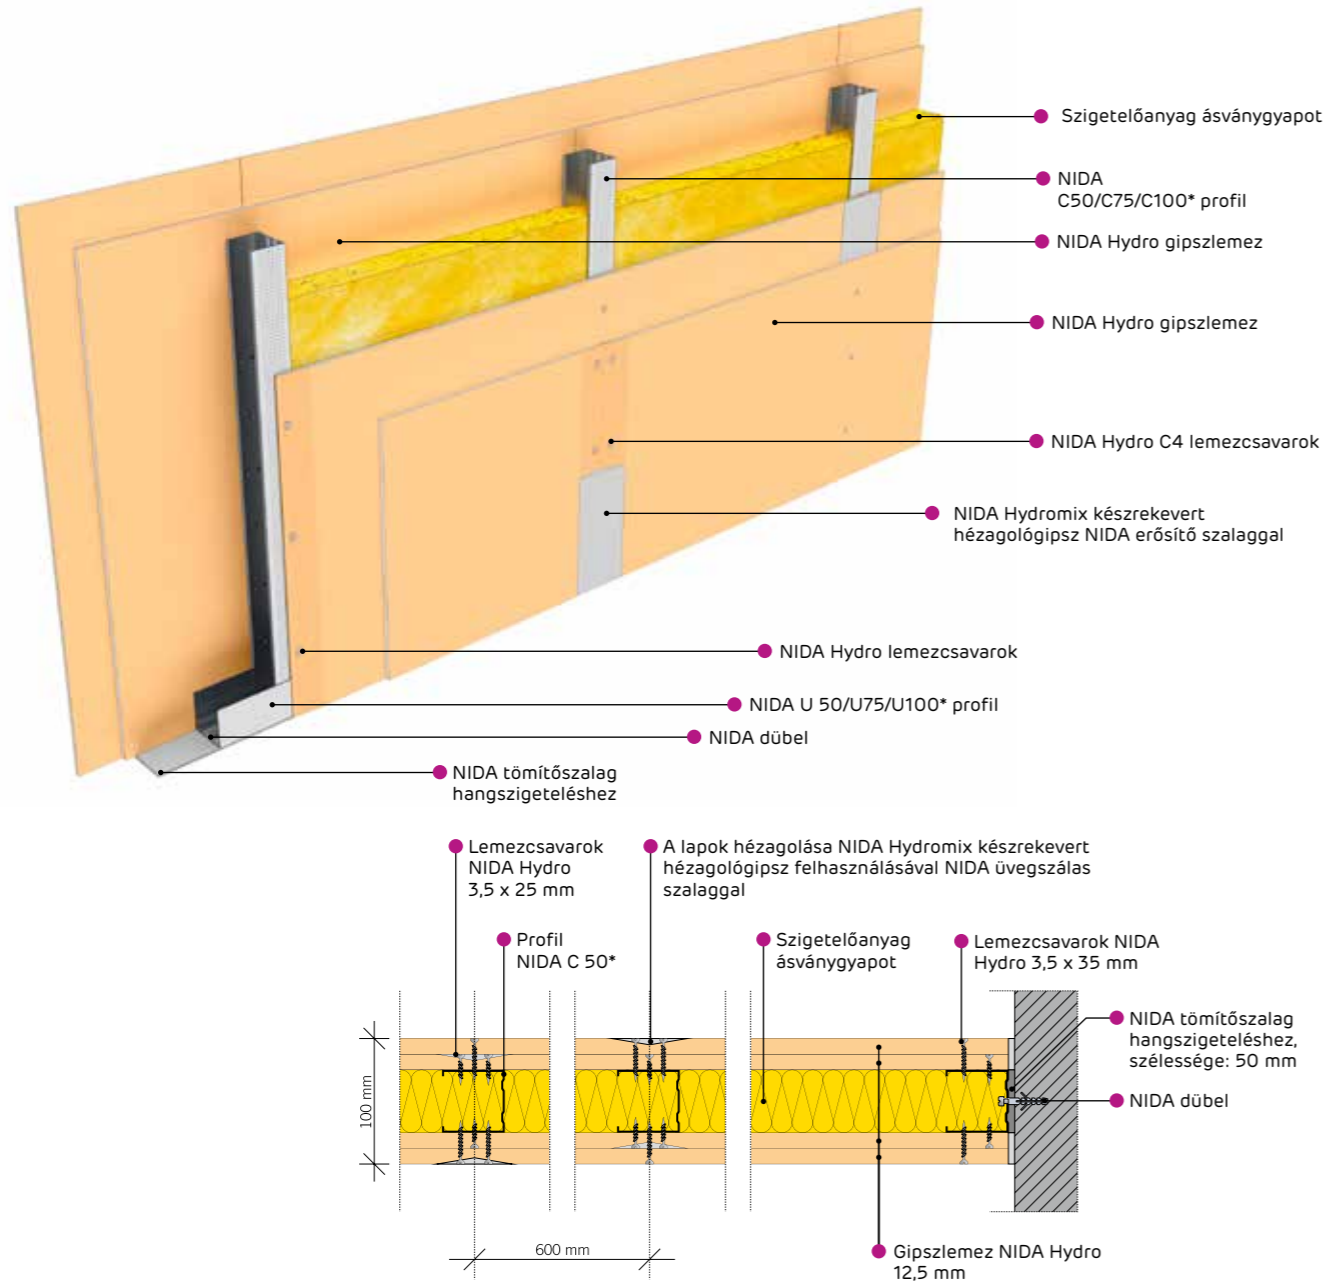 Szigetelőanyag ásványgyapot
NIDA
C50/C75/C100* profil
NIDA Hydro gipszlemez
NIDA Hydro gipszlemez
NIDA Hydro C4 lemezcsavarok
NIDA Hydromix készrekevert
hézagológipsz NIDA erősítő szalaggal
NIDA Hydro lemezcsavarok
NIDA U 50/U75/U100* profil
NIDA dübel
NIDA tömítőszalag
hangszigeteléshez
Lemezcsavarok
NIDA Hydro
3,5 x 25 mm
A lapok hézagolása NIDA Hydromix készrekevert
hézagológipsz felhasználásával NIDA üvegszálas
szalaggal
Profil
NIDA C 50*
Szigetelőanyag
ásványgyapot
Lemezcsavarok NIDA
Hydro 3,5 x 35 mm
NIDA tömítőszalag
hangszigeteléshez,
szélessége: 50 mm
NIDA dübel
100 mm
600 mm
Gipszlemez NIDA Hydro
12,5 mm